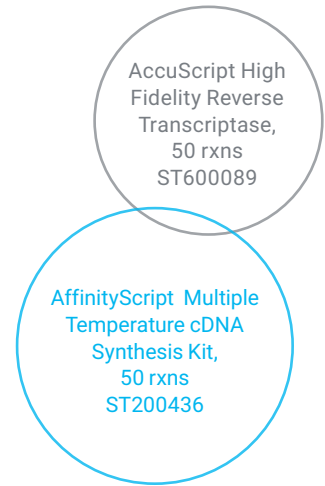 AccuScript High
Fidelity Reverse
Transcriptase,
50 rxns
ST600089
AffinityScript Multiple
Temperature cDNA
Synthesis Kit,
50 rxns
ST200436